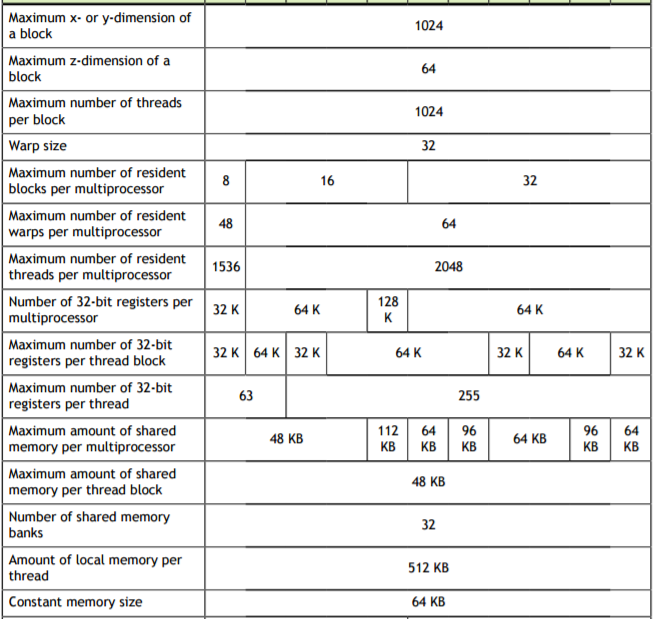 Maximum x- or y-dimension of
a block
1024
Maximum z-dimension of a
block
64
Maximum number of threads
per block
1024
Warp size
32
Maximum number of resident
blocks per multiprocessor
8
16
32
Maximum number of resident
warps per multiprocessor
48
64
Maximum number of resident
threads per multiprocessor
1536
2048
Number of 32-bit registers per
multiprocessor
32 K
64 K
128
K
64 K
Maximum number of 32-bit
registers per thread block
32 K
64 K
32 K
64 K
32 K
64 K
32 K
Maximum number of 32-bit
registers per thread
63
255
Maximum amount of shared
memory per multiprocessor
48 KB
112
KB
64
KB
96
KB
64 KB
96
KB
64
KB
Maximum amount of shared
memory per thread block
48 KB
Number of shared memory
banks
32
Amount of local memory per
thread
512 KB
Constant memory size
64 KB